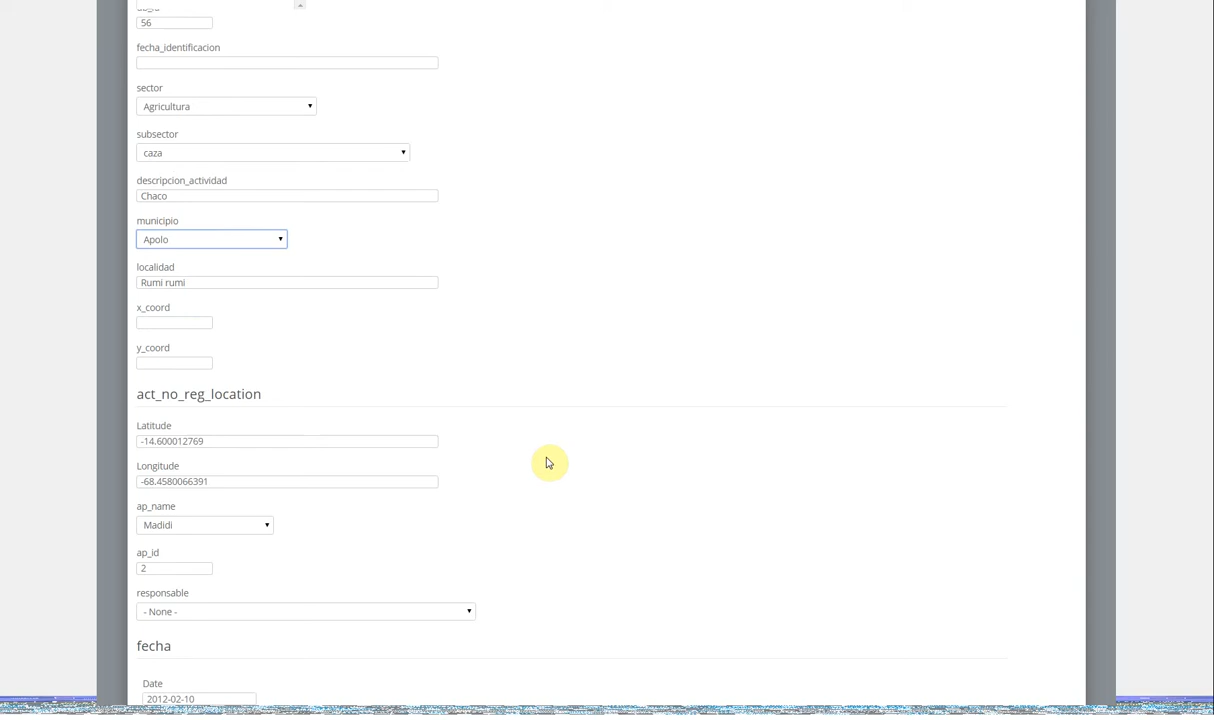 56
fecha_identificacion
sector
Agricultura
subsector
caza
descripcion_actividad
Chaco
municipio
Apolo
localidad
Rumi rumi
x_coord
y_coord
act_no_reg_location
Latitude
-14.600012769
Longitude
-68.4580066391
ap_name
Madidi
ap_id
2
responsable
- None -
fecha
Date
2012-02-10